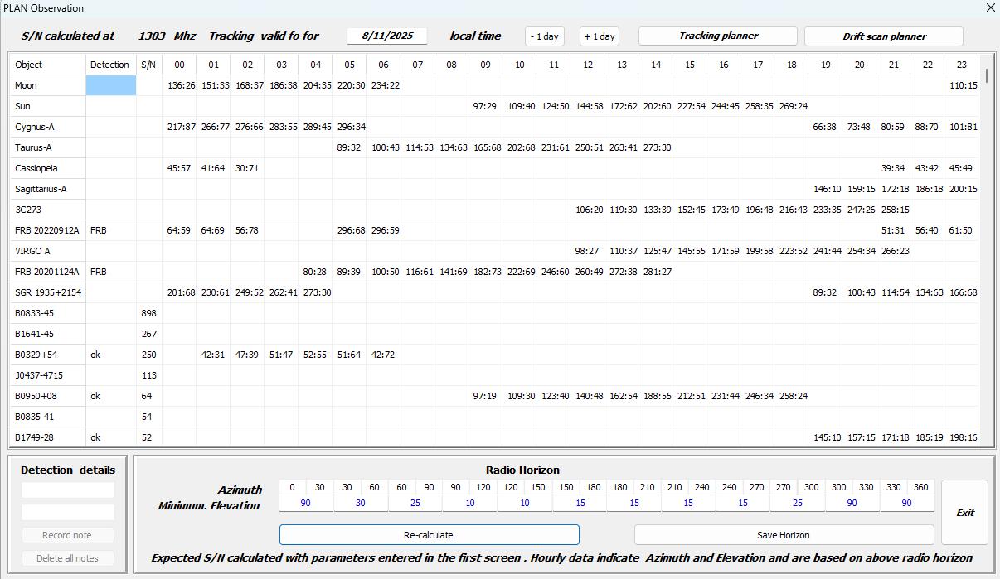 PLAN Observation
S/N calculated at 1303 Mhz Tracking valid fo for 8/11/2025 local time - 1 day + 1 day Tracking planner Drift scan planner
Object Detection S/N 00 01 02 03 04 05 06 07 08 09 10 11 12 13 14 15 16 17 18 19 20 21 22 23
Moon 136:26 151:33 168:37 186:38 204:35 220:30 234:22 110:15
Sun 97:29 109:40 124:50 144:58 172:62 202:60 227:54 244:45 258:35 269:24
Cygnus-A 217:87 266:77 276:66 283:55 289:45 296:34 66:38 73:48 80:59 88:70 101:81
Taurus-A 89:32 100:43 114:53 134:63 165:68 202:68 231:61 250:51 263:41 273:30
Cassiopeia 45:57 41:64 30:71 39:34 43:42 45:49
Sagittarius-A 146:10 159:15 172:18 186:18 200:15
3C273 106:20 119:30 133:39 152:45 173:49 196:48 216:43 233:35 247:26 258:15
FRB 20220912A FRB 64:59 64:69 56:78 296:68 296:59 51:31 56:40 61:50
VIRGO A 98:27 110:37 125:47 145:55 171:59 199:58 223:52 241:44 254:34 266:23
FRB 20201124A FRB 80:28 89:39 100:50 116:61 141:69 182:73 222:69 246:60 260:49 272:38 281:27
SGR 1935+2154 201:68 230:61 249:52 262:41 273:30 89:32 100:43 114:54 134:63 166:68
B0833-45 898
B1641-45 267
B0329+54 ok 250 42:31 47:39 51:47 52:55 51:64 42:72
J0437-4715 113
B0950+08 ok 64 97:19 109:30 123:40 140:48 162:54 188:55 212:51 231:44 246:34 258:24
B0835-41 54
B1749-28 ok 52 145:10 157:15 171:18 185:19 198:16
Detection details
Record note
Delete all notes
Radio Horizon
Azimuth 0 30 30 60 60 90 90 120 120 150 150 180 180 210 210 240 240 270 270 300 300 330 330 360
Minimum. Elevation 90 30 25 10 10 15 15 15 15 25 90 90
Exit
Re-calculate Save Horizon
Expected S/N calculated with parameters entered in the first screen . Hourly data indicate Azimuth and Elevation and are based on above radio horizon